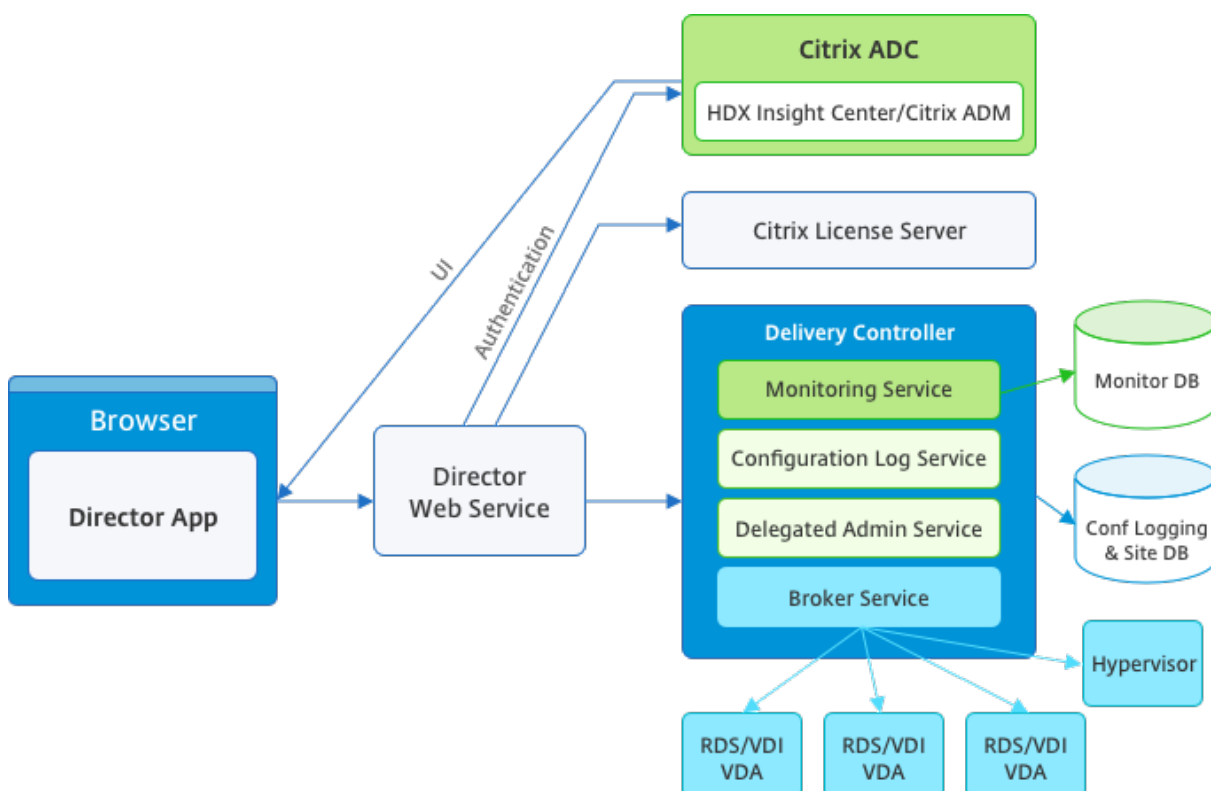 Citrix ADC
HDX Insight Center/Citrix ADM
UI
Authentication
Citrix License Server
Browser
Director App
Director
Web Service
Delivery Controller
Monitoring Service
Configuration Log Service
Delegated Admin Service
Broker Service
Monitor DB
Conf Logging
& Site DB
Hypervisor
RDS/VDI
VDA
RDS/VDI
VDA
RDS/VDI
VDA